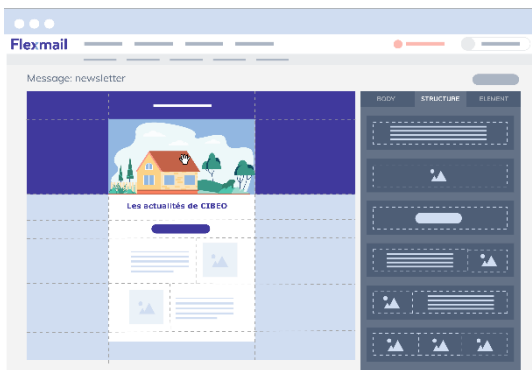 Flexmail
Message: newsletter
BODY STRUCTURE ELEMENT
Les actualités de CIBEO